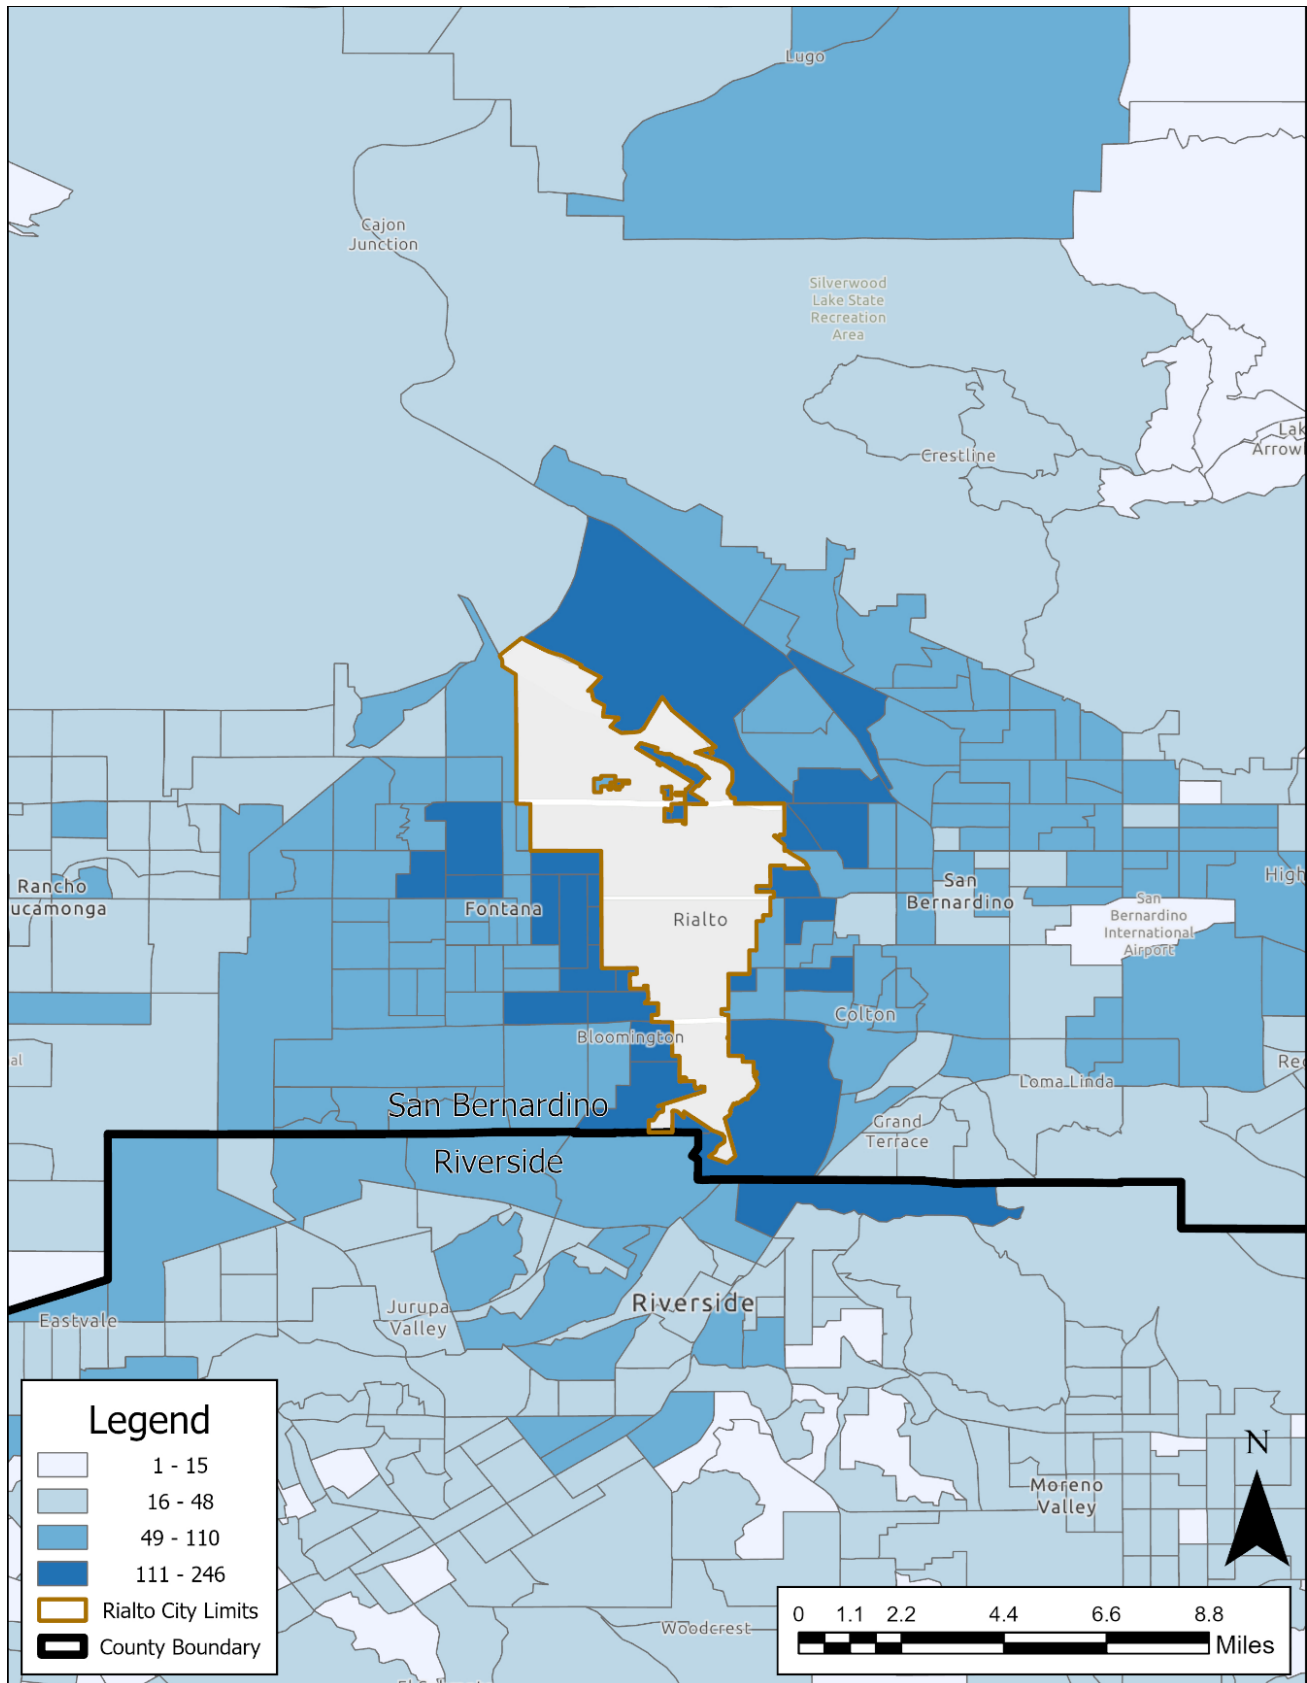 Lugo
Cajon
Junction
Silverwood
Lake State
Recreation
Area
Lak
Arrow
Crestline
Rancho
ucamonga
Fontana
Rialto
San
Bernardino
High
San
Bernardino
International
Airport
Colton
Bloomington
al
Loma Linda
Re
San Bernardino
Grand
Terrace
Riverside
Riverside
Jurupa
Valley
Eastvale
Moreno
Valley
Woodcrest
N
Legend
1 - 15
16 - 48
49 - 110
111 - 246
Rialto City Limits
County Boundary
0 1.1 2.2 4.4 6.6 8.8
Miles